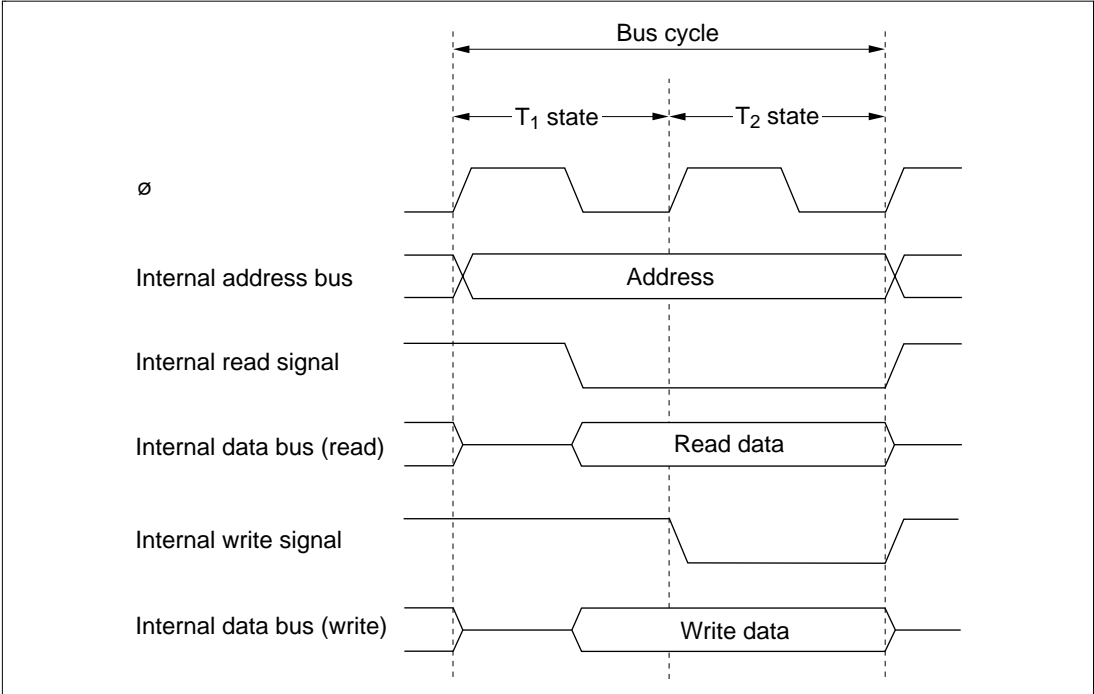 Bus cycle
T₁ state
T₂ state
ø
Internal address bus
Address
Internal read signal
Internal data bus (read)
Read data
Internal write signal
Internal data bus (write)
Write data